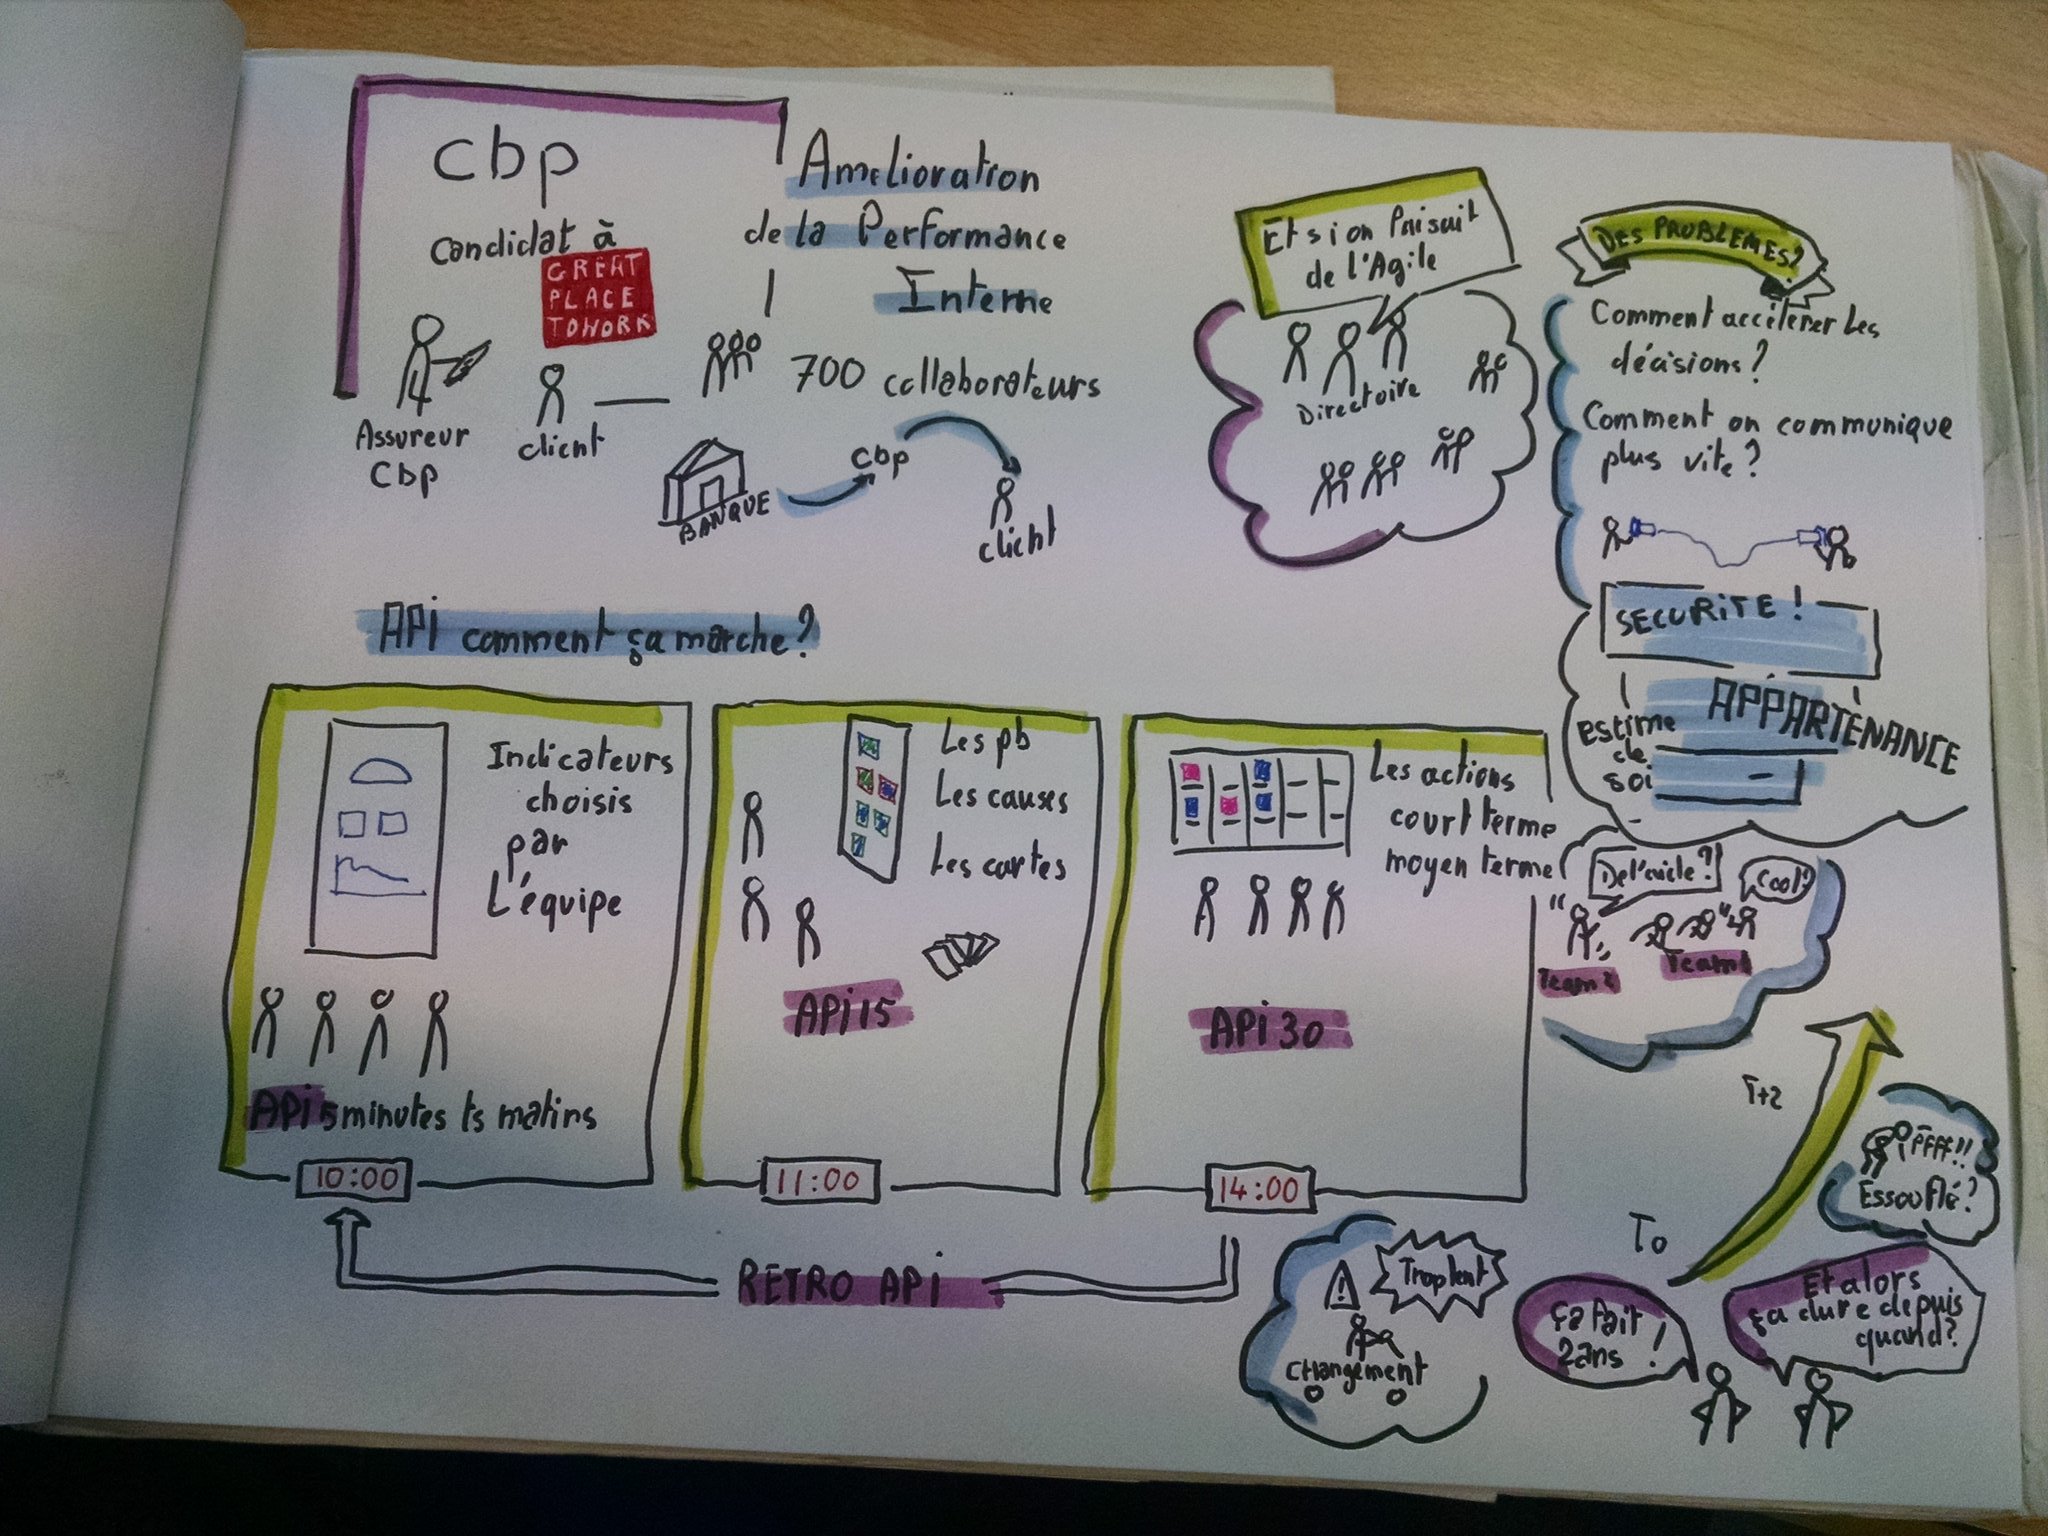 cbp
candidat à
GREAT
PLACE
TO WORK
Amelioration
de la Performance
Interne
Assureur
Cbp
client
700 collaborateurs
BANQUE
cbp
client
Et si on faisait
de l'Agile
Directoire
DES PROBLEMES?
Comment accélerer les
décisions?
Comment on communique
plus vite?
SECURITE !
APPARTENANCE
Estime
de
soi
API comment ça marche?
Indicateurs
choisis
par
L'équipe
API 5 minutes ts matins
10:00
Les pb
Les causes
Les cartes
API 15
11:00
Les actions
court terme
moyen terme
API 30
14:00
RETRO API
De l'aide?
Cool?
Team 2
Team 1
T+2
To
PFFF!!
Essouflé?
Trop lent
!
Changement
ça fait
2 ans !
Et alors
ça dure depuis
quand?